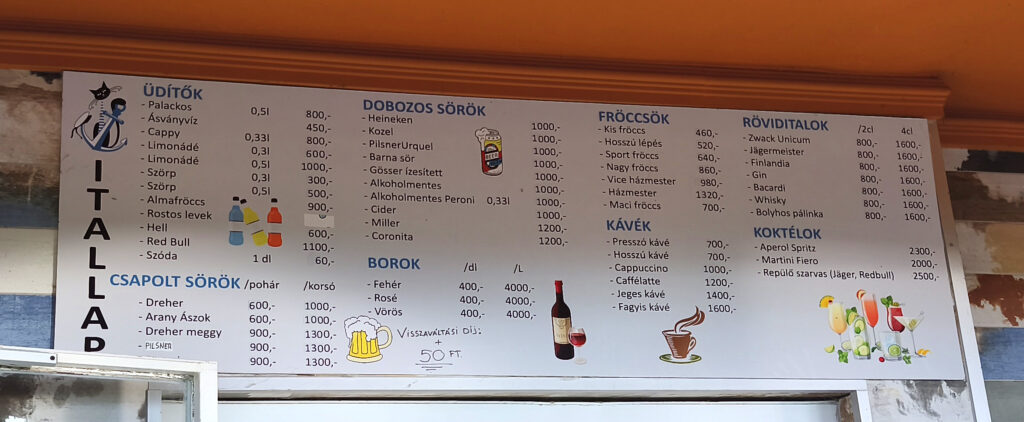 ÜDÍTŐK
- Palackos 0,5l 800,-
- Ásványvíz 450,-
- Cappy 0,33l 800,-
- Limonádé 0,3l 600,-
- Limonádé 0,5l 1000,-
- Szörp 0,3l 300,-
- Szörp 0,5l 500,-
- Almafröccs 900,-
- Rostos levek
- Hell 600,-
- Red Bull 1100,-
- Szóda 1 dl 60,-
CSAPOLT SÖRÖK /pohár /korsó
- Dreher 600,- 1000,-
- Arany Ászok 600,- 1000,-
- Dreher meggy 900,- 1300,-
- PILSNER 900,- 1300,-
900,- 1300,-
ITALLAP
DOBOZOS SÖRÖK
- Heineken 1000,-
- Kozel 1000,-
- PilsnerUrquel 1000,-
- Barna sör 1000,-
- Gösser ízesített 1000,-
- Alkoholmentes 1000,-
- Alkoholmentes Peroni 0,33l 1000,-
- Cider 1000,-
- Miller 1200,-
- Coronita 1200,-
BOROK /dl /L
- Fehér 400,- 4000,-
- Rosé 400,- 4000,-
- Vörös 400,- 4000,-
VISSZAVÁLTÁSI DÍJ:
+
50 FT.
FRÖCCSÖK
- Kis fröccs 460,-
- Hosszú lépés 520,-
- Sport fröccs 640,-
- Nagy fröccs 860,-
- Vice házmester 980,-
- Házmester 1320,-
- Maci fröccs 700,-
KÁVÉK
- Presszó kávé 700,-
- Hosszú kávé 700,-
- Cappuccino 1000,-
- Caffélatte 1200,-
- Jeges kávé 1400,-
- Fagyis kávé 1600,-
RÖVIDITALOK /2cl 4cl
- Zwack Unicum 800,- 1600,-
- Jägermeister 800,- 1600,-
- Finlandia 800,- 1600,-
- Gin 800,- 1600,-
- Bacardi 800,- 1600,-
- Whisky 800,- 1600,-
- Bolyhos pálinka 800,- 1600,-
KOKTÉLOK
- Aperol Spritz 2300,-
- Martini Fiero 2000,-
- Repülő szarvas (Jäger, Redbull) 2500,-